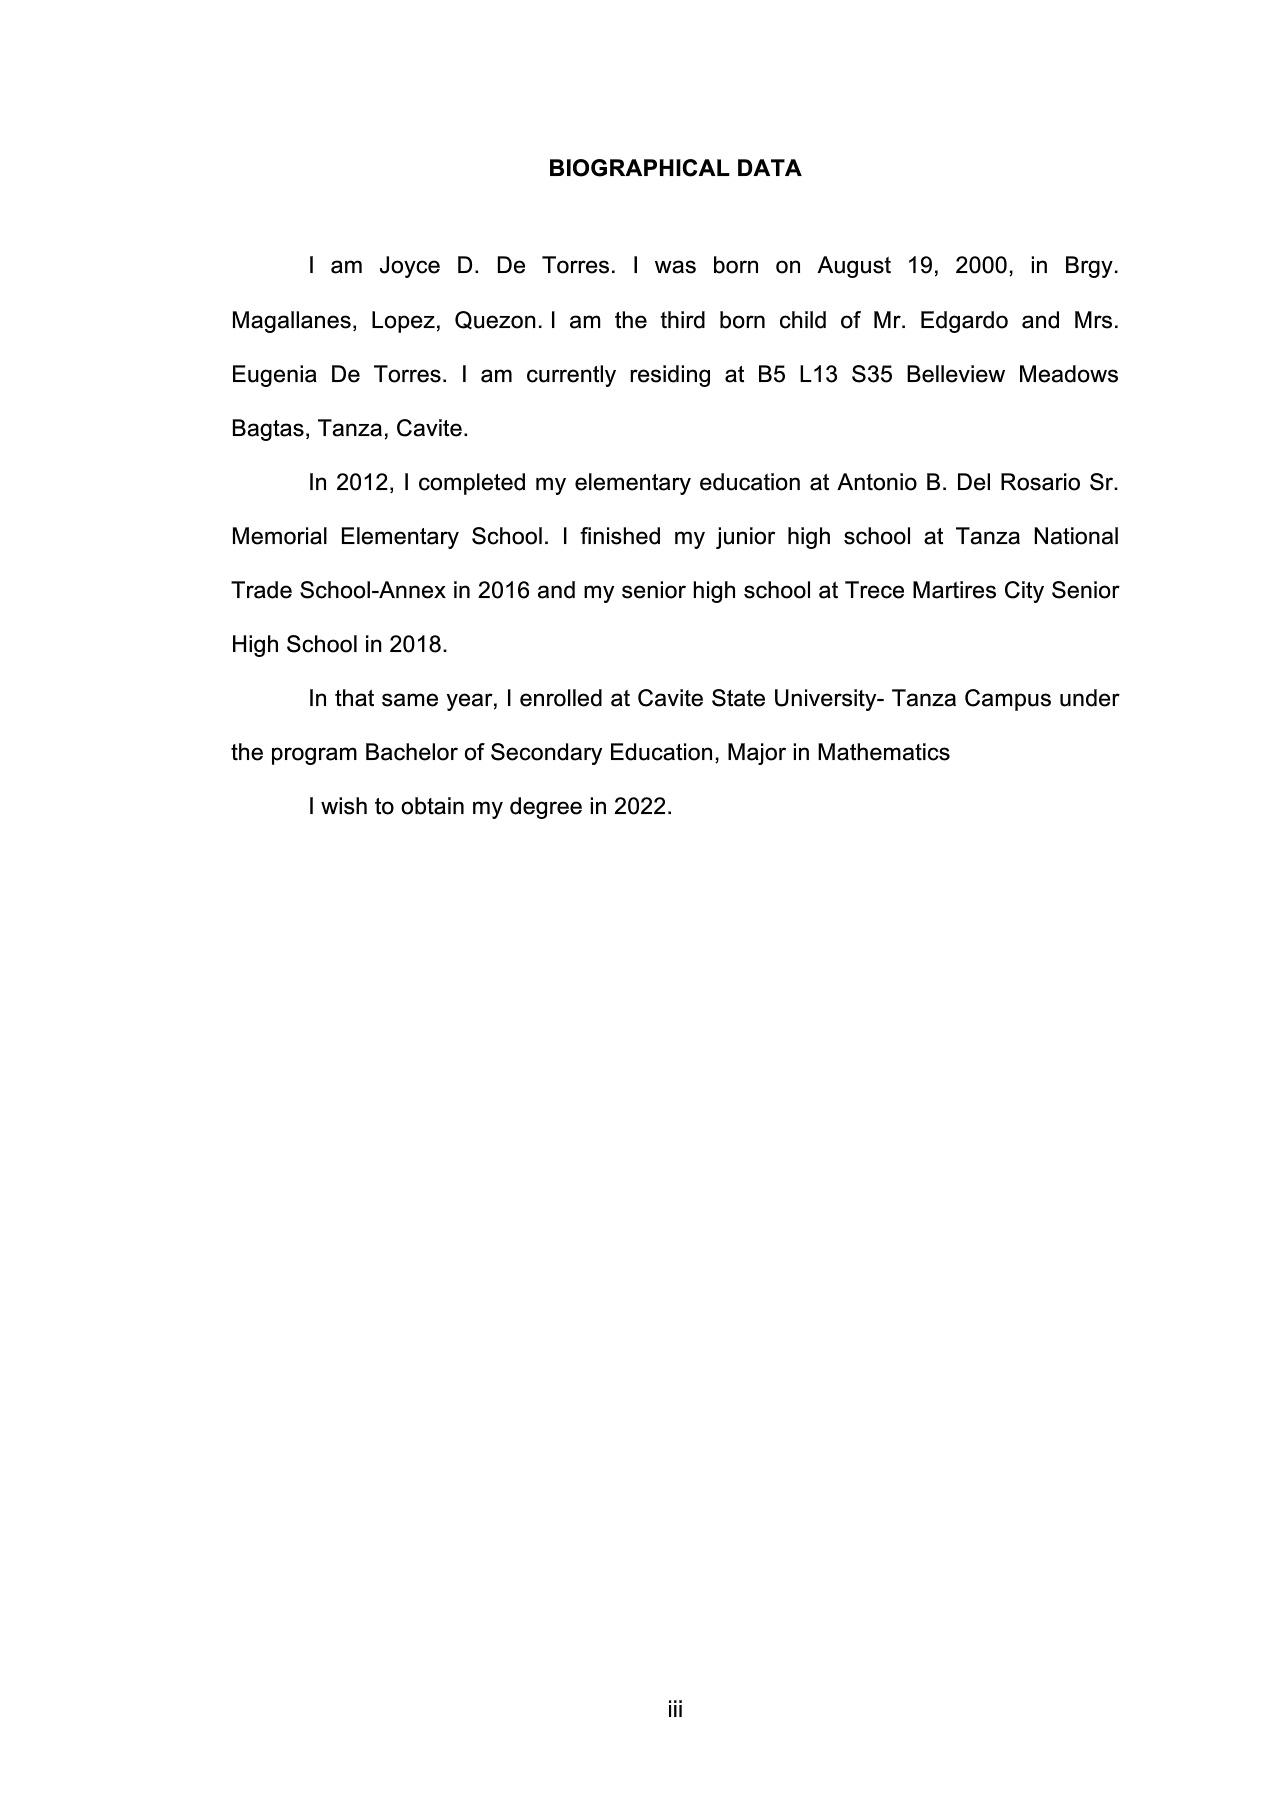 BIOGRAPHICAL DATA
I am Joyce D. De Torres. I was born on August 19, 2000, in Brgy.
Magallanes, Lopez, Quezon. I am the third born child of Mr. Edgardo and Mrs.
Eugenia De Torres. I am currently residing at B5 L13 S35 Belleview Meadows
Bagtas, Tanza, Cavite.
In 2012, I completed my elementary education at Antonio B. Del Rosario Sr.
Memorial Elementary School. I finished my junior high school at Tanza National
Trade School-Annex in 2016 and my senior high school at Trece Martires City Senior
High School in 2018.
In that same year, I enrolled at Cavite State University- Tanza Campus under
the program Bachelor of Secondary Education, Major in Mathematics
I wish to obtain my degree in 2022.
iii